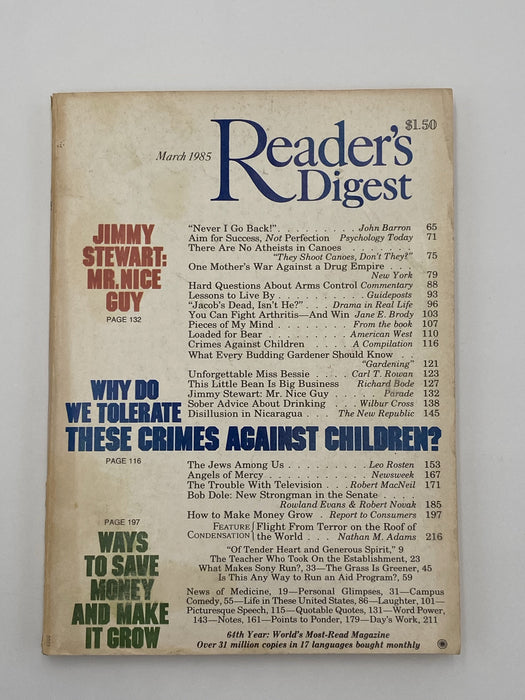 $1.50
March 1985
Reader's
Digest
JIMMY
STEWART:
MR. NICE
GUY
PAGE 132
"Never I Go Back!" . . . . . . . . . John Barron 65
Aim for Success, Not Perfection Psychology Today 71
There Are No Atheists in Canoes . . . . . .
"They Shoot Canoes, Don't They?" 75
One Mother's War Against a Drug Empire . . .
New York 79
Hard Questions About Arms Control Commentary 88
Lessons to Live By . . . . . . . . . Guideposts 93
"Jacob's Dead, Isn't He?" . . Drama in Real Life 96
You Can Fight Arthritis—And Win Jane E. Brody 103
Pieces of My Mind . . . . . . From the book 107
Loaded for Bear . . . . . . . American West 110
Crimes Against Children . . . . A Compilation 116
What Every Budding Gardener Should Know . .
"Gardening" 121
Unforgettable Miss Bessie . . . Carl T. Rowan 123
This Little Bean Is Big Business Richard Bode 127
Jimmy Stewart: Mr. Nice Guy . . . . Parade 132
Sober Advice About Drinking . . Wilbur Cross 138
Disillusion in Nicaragua . . . The New Republic 145
WHY DO
WE TOLERATE
THESE CRIMES AGAINST CHILDREN?
PAGE 116
The Jews Among Us . . . . . . . . Leo Rosten 153
Angels of Mercy . . . . . . . . . Newsweek 167
The Trouble With Television . . . Robert MacNeil 171
Bob Dole: New Strongman in the Senate . . . .
Rowland Evans & Robert Novak 185
How to Make Money Grow . Report to Consumers 197
FEATURE CONDENSATION Flight From Terror on the Roof of
the World . . . Nathan M. Adams 216
PAGE 197
WAYS
TO SAVE
MONEY
AND MAKE
IT GROW
"Of Tender Heart and Generous Spirit," 9
The Teacher Who Took On the Establishment, 23
What Makes Sony Run?, 33—The Grass Is Greener, 45
Is This Any Way to Run an Aid Program?, 59
News of Medicine, 19—Personal Glimpses, 31—Campus
Comedy, 55—Life in These United States, 86—Laughter, 101—
Picturesque Speech, 115—Quotable Quotes, 131—Word Power,
143—Notes, 161—Points to Ponder, 179—Day's Work, 211
64th Year: World's Most-Read Magazine
Over 31 million copies in 17 languages bought monthly